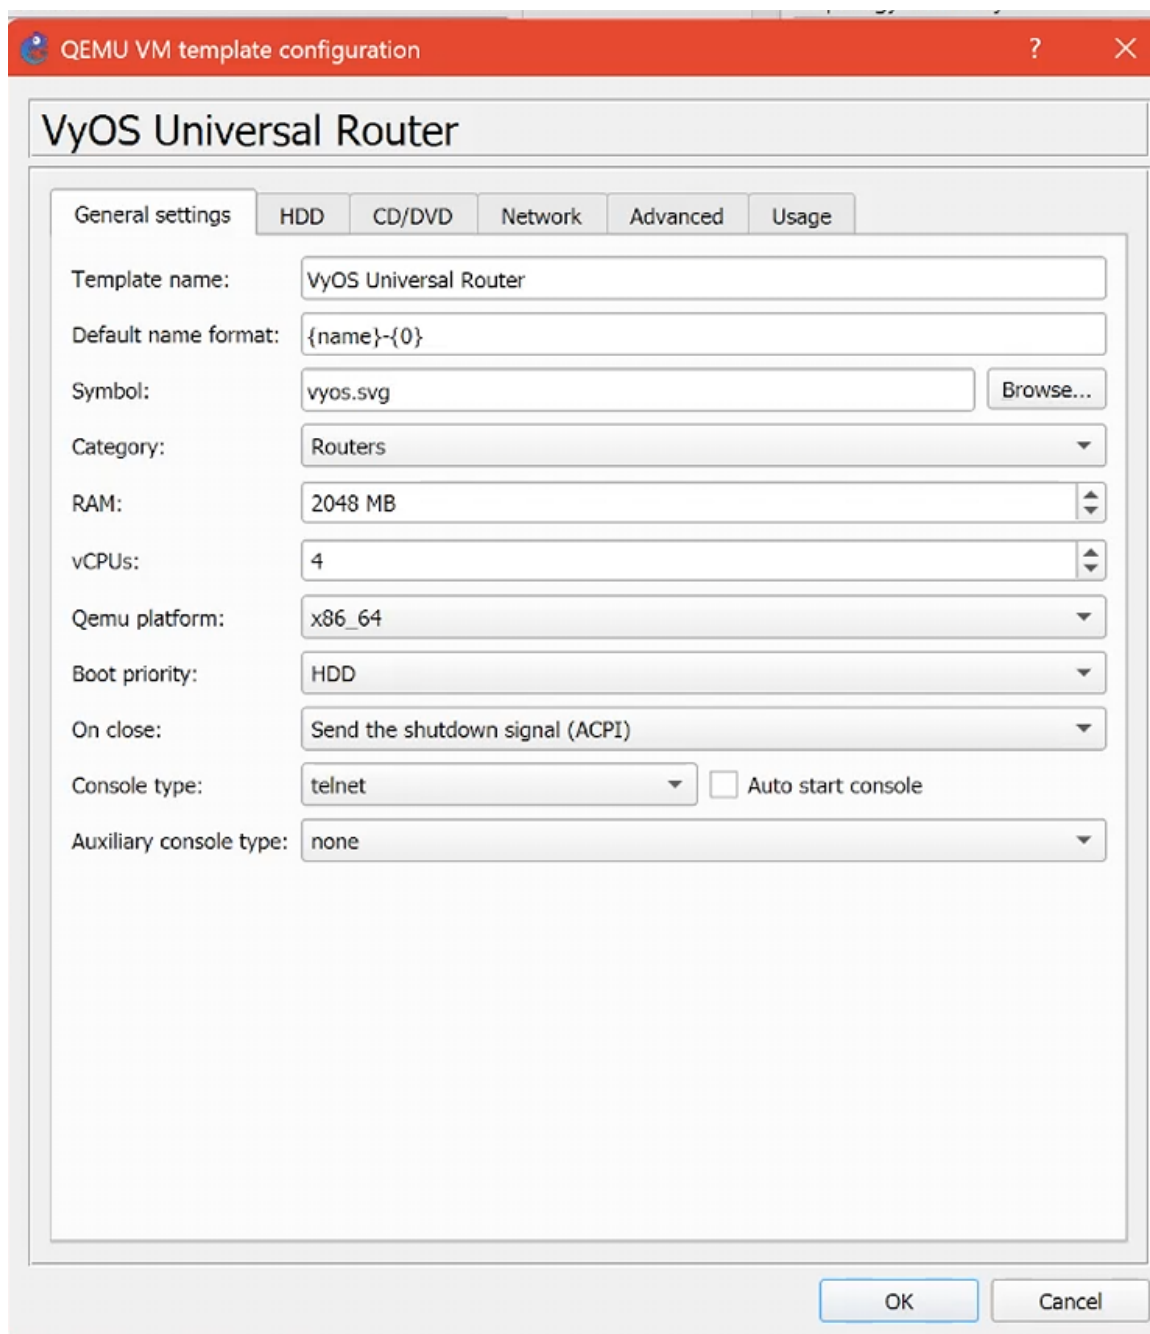 QEMU VM template configuration ? ×
VyOS Universal Router
General settings HDD CD/DVD Network Advanced Usage
Template name: VyOS Universal Router
Default name format: {name}-{0}
Symbol: vyos.svg Browse...
Category: Routers
RAM: 2048 MB
vCPUs: 4
Qemu platform: x86_64
Boot priority: HDD
On close: Send the shutdown signal (ACPI)
Console type: telnet Auto start console
Auxiliary console type: none
OK Cancel